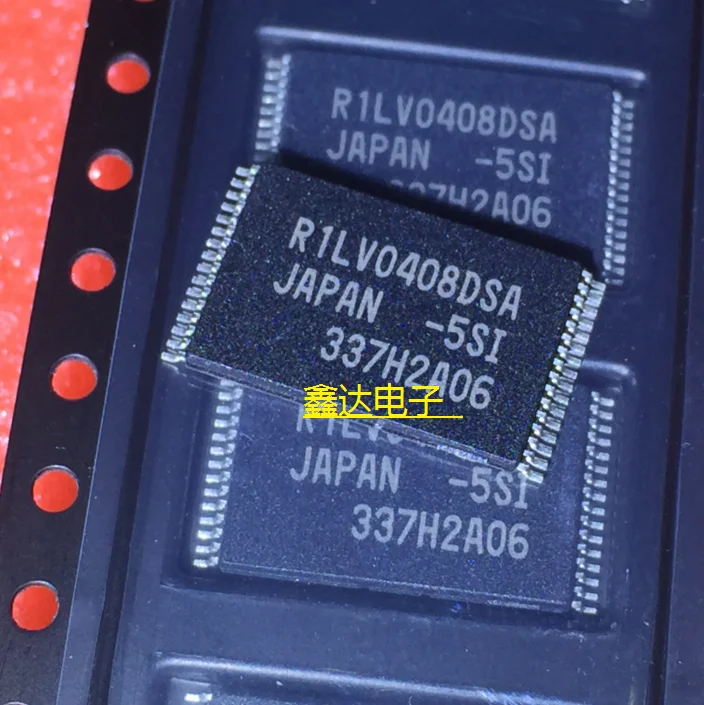 R1LV0408DSA
JAPAN -5SI
337H2A06
R1LV0408DSA
JAPAN -5SI
337H2A06
鑫达电子
JAPAN -5SI
337H2A06